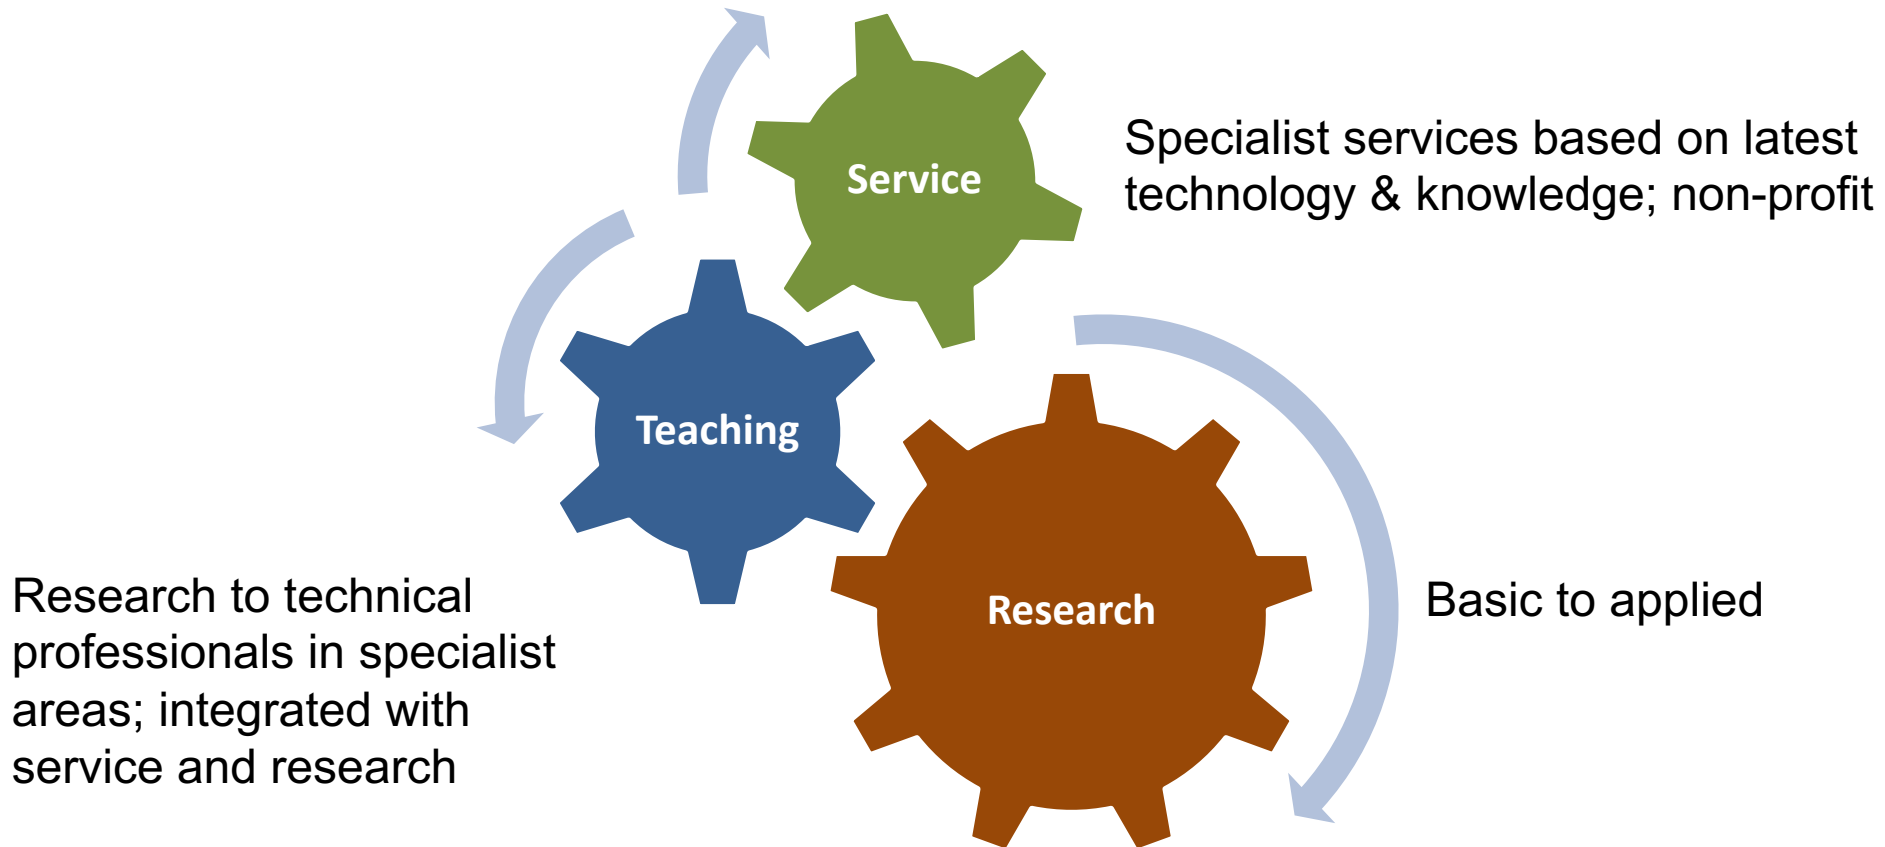 Service
Specialist services based on latest
technology & knowledge; non-profit
Teaching
Research to technical
professionals in specialist
areas; integrated with
service and research
Research
Basic to applied